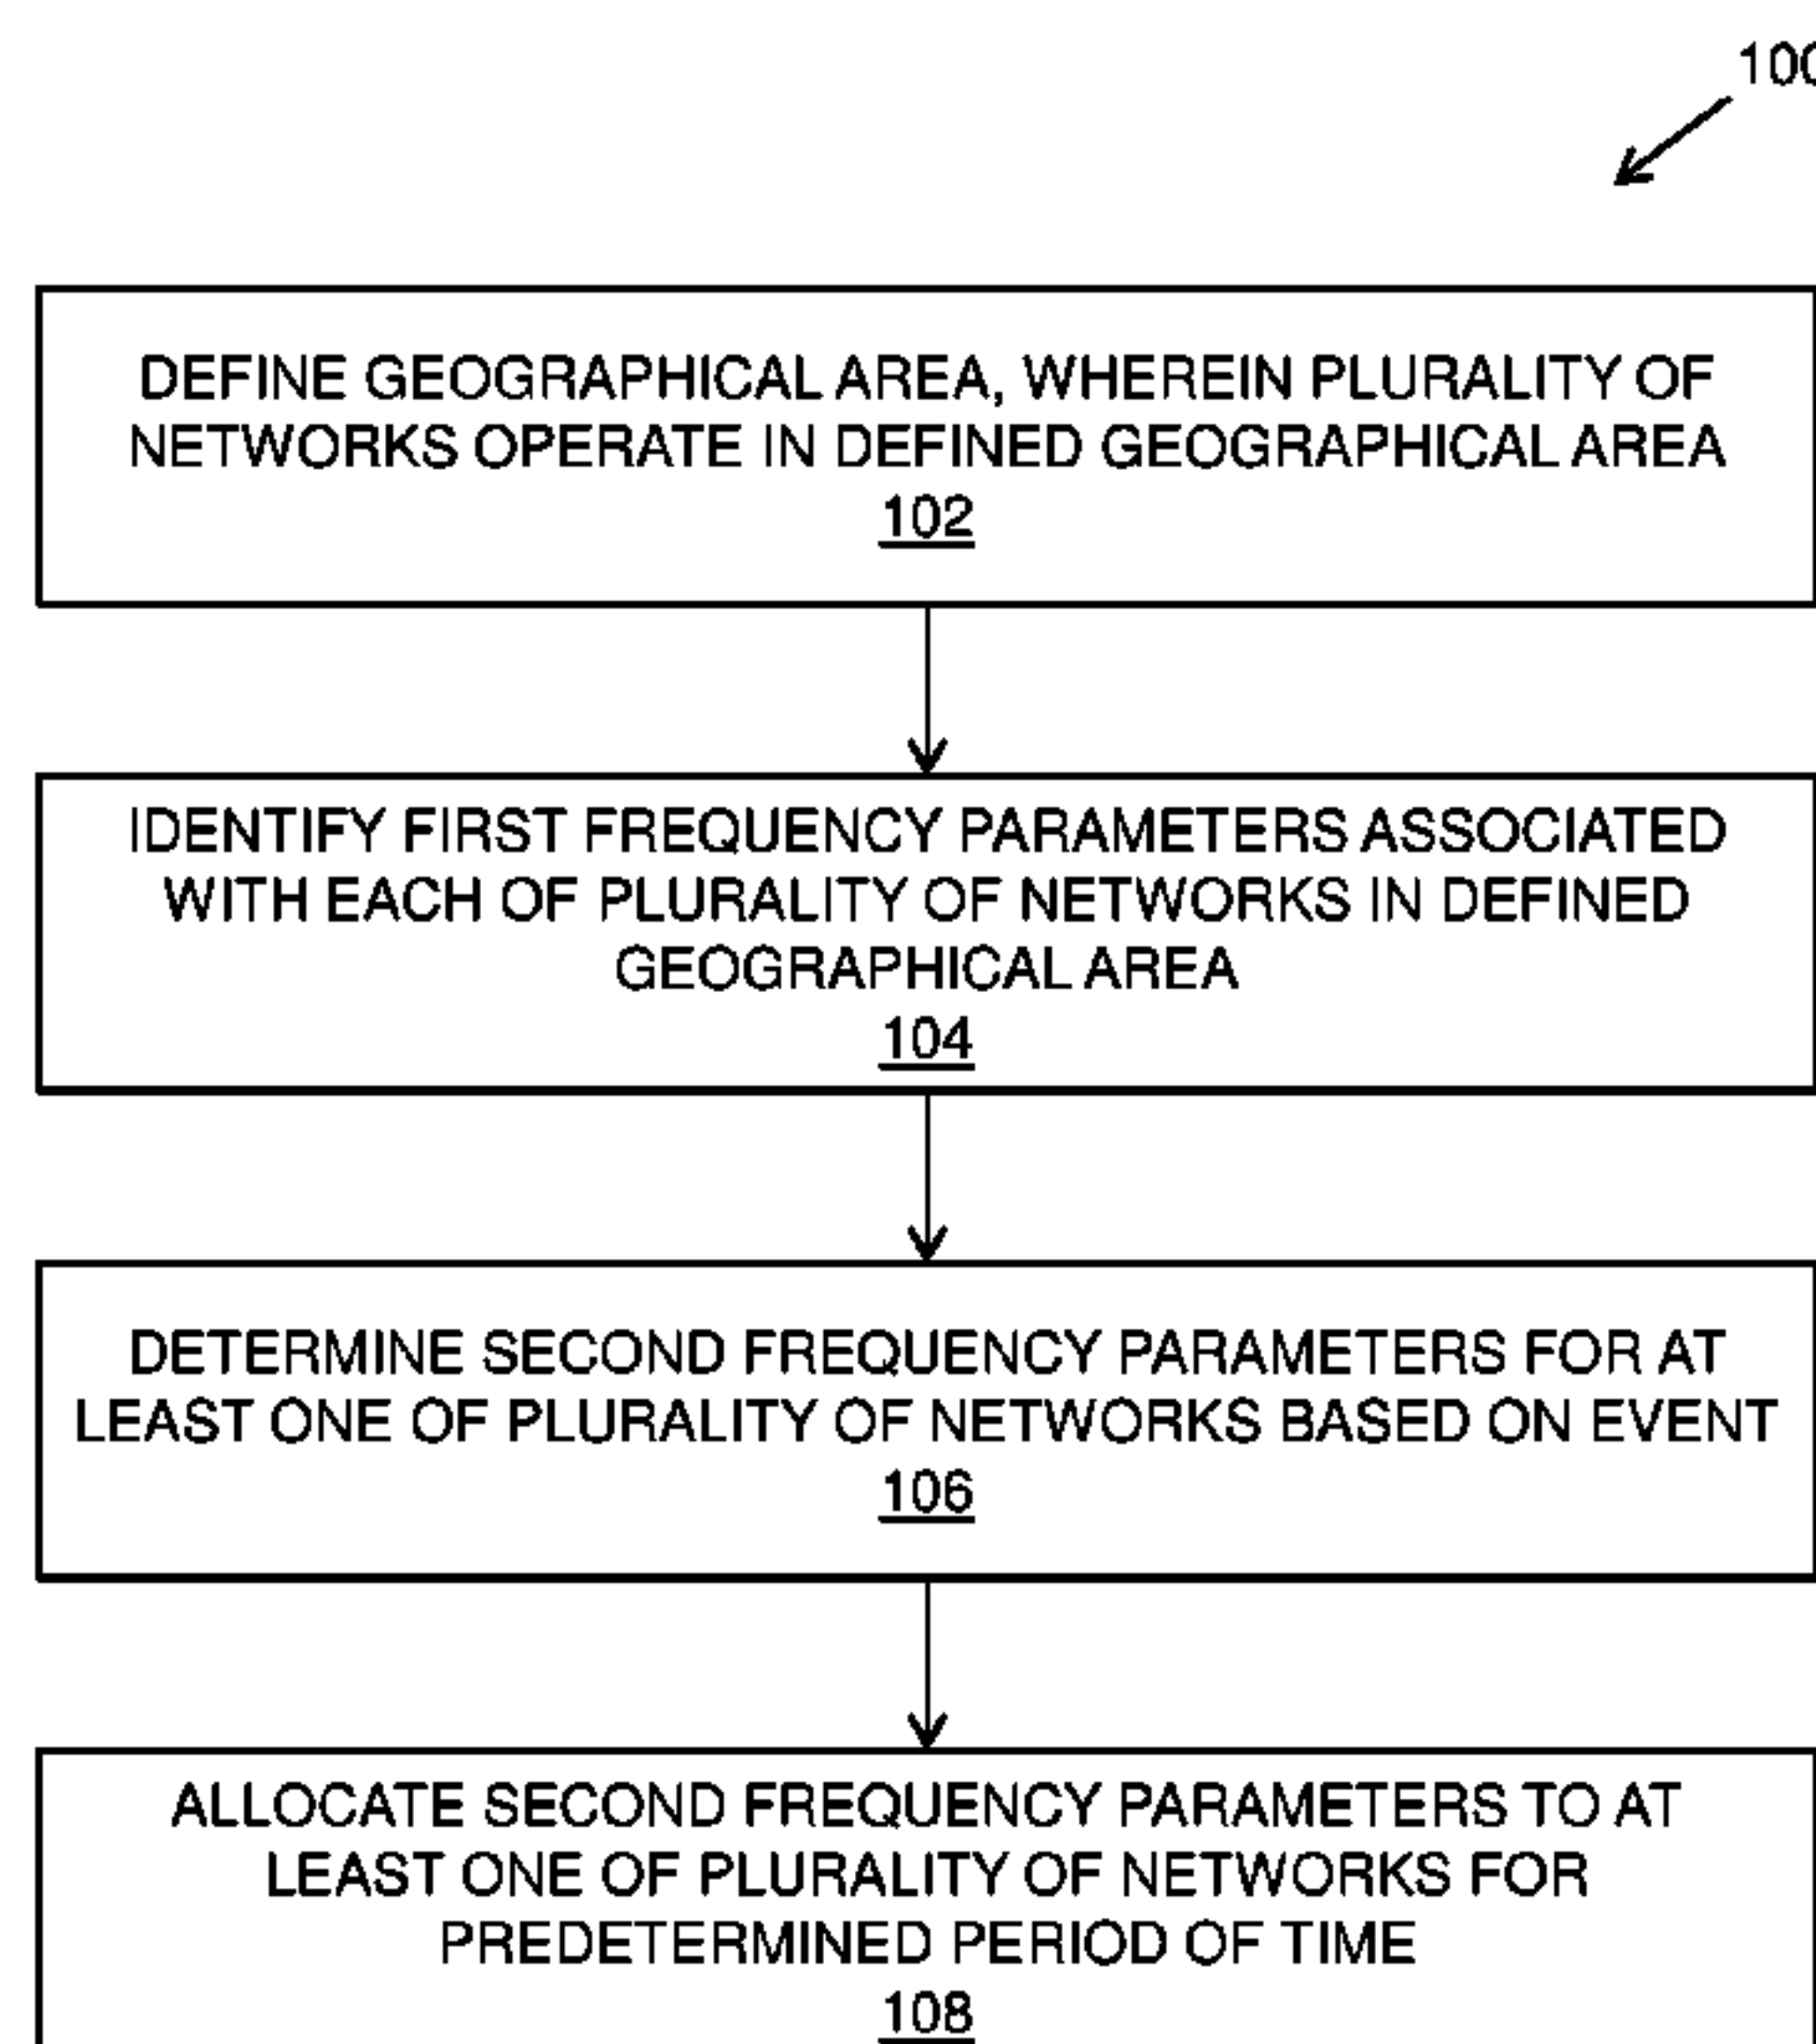 100
DEFINE GEOGRAPHICAL AREA, WHEREIN PLURALITY OF
NETWORKS OPERATE IN DEFINED GEOGRAPHICAL AREA
102
IDENTIFY FIRST FREQUENCY PARAMETERS ASSOCIATED
WITH EACH OF PLURALITY OF NETWORKS IN DEFINED
GEOGRAPHICAL AREA
104
DETERMINE SECOND FREQUENCY PARAMETERS FOR AT
LEAST ONE OF PLURALITY OF NETWORKS BASED ON EVENT
106
ALLOCATE SECOND FREQUENCY PARAMETERS TO AT
LEAST ONE OF PLURALITY OF NETWORKS FOR
PREDETERMINED PERIOD OF TIME
108